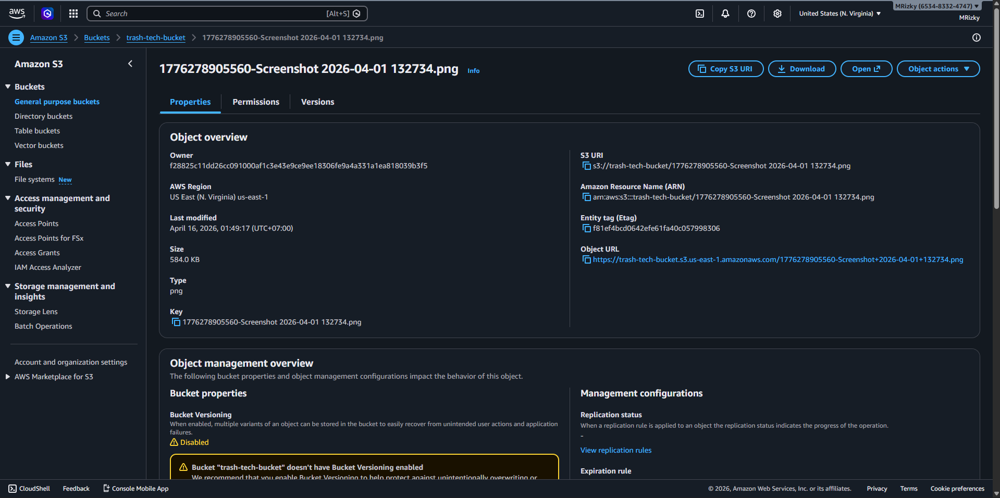 aws
Search [Alt+S]
United States (N. Virginia)
MRizky (6534-8332-4747)
MRizky
Amazon S3
Buckets
trash-tech-bucket
1776278905560-Screenshot 2026-04-01 132734.png
Amazon S3
Buckets
General purpose buckets
Directory buckets
Table buckets
Vector buckets
Files
File systems New
Access management and
security
Access Points
Access Points for FSx
Access Grants
IAM Access Analyzer
Storage management and
insights
Storage Lens
Batch Operations
Account and organization settings
AWS Marketplace for S3
1776278905560-Screenshot 2026-04-01 132734.png Info
Copy S3 URI
Download
Open
Object actions
Properties
Permissions
Versions
Object overview
Owner
f28825c11dd26cc091000af1c3e43e9ce9ee18306fe9a4a331a1ea818039b3f5
AWS Region
US East (N. Virginia) us-east-1
Last modified
April 16, 2026, 01:49:17 (UTC+07:00)
Size
584.0 KB
Type
png
Key
1776278905560-Screenshot 2026-04-01 132734.png
S3 URI
s3://trash-tech-bucket/1776278905560-Screenshot 2026-04-01 132734.png
Amazon Resource Name (ARN)
arn:aws:s3:::trash-tech-bucket/1776278905560-Screenshot 2026-04-01 132734.png
Entity tag (Etag)
f81ef4bcd0642efe61fa40c057998306
Object URL
https://trash-tech-bucket.s3.us-east-1.amazonaws.com/1776278905560-Screenshot+2026-04-01+132734.png
Object management overview
The following bucket properties and object management configurations impact the behavior of this object.
Bucket properties
Bucket Versioning
When enabled, multiple variants of an object can be stored in the bucket to easily recover from unintended user actions and application
failures.
Disabled
Bucket "trash-tech-bucket" doesn't have Bucket Versioning enabled
We recommend that you enable Bucket Versioning to help protect against unintentionally overwriting or
Management configurations
Replication status
When a replication rule is applied to an object the replication status indicates the progress of the operation.
-
View replication rules
Expiration rule
CloudShell
Feedback
Console Mobile App
© 2026, Amazon Web Services, Inc. or its affiliates.
Privacy
Terms
Cookie preferences